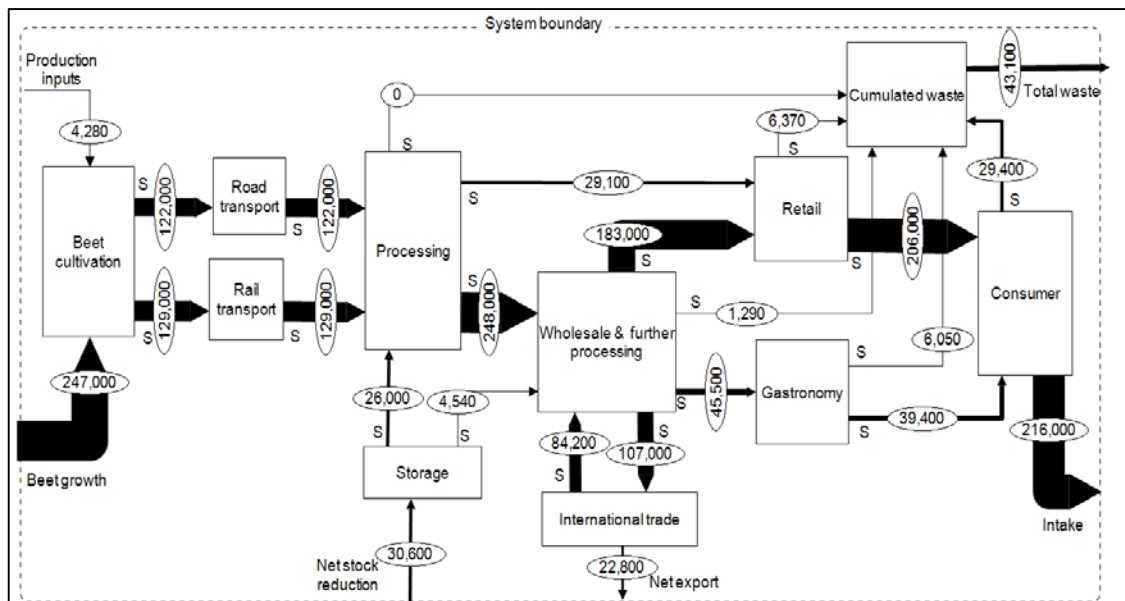 System boundary
Production
inputs
4,280
Beet
cultivation
247,000
Beet growth
S
122,000
S
129,000
Road
transport
S
Rail
transport
S
122,000
129,000
0
S
Processing
S
29,100
S
248,000
26,000
S
4,540
S
Storage
30,600
Net stock
reduction
183,000
S
Wholesale & further
processing
S
1,290
S
45,500
84,200
S
107,000
S
International trade
22,800
Net export
6,370
S
Retail
S
206,000
Gastronomy
S
6,050
S
39,400
Cumulated waste
43,100
Total waste
29,400
S
Consumer
216,000
Intake